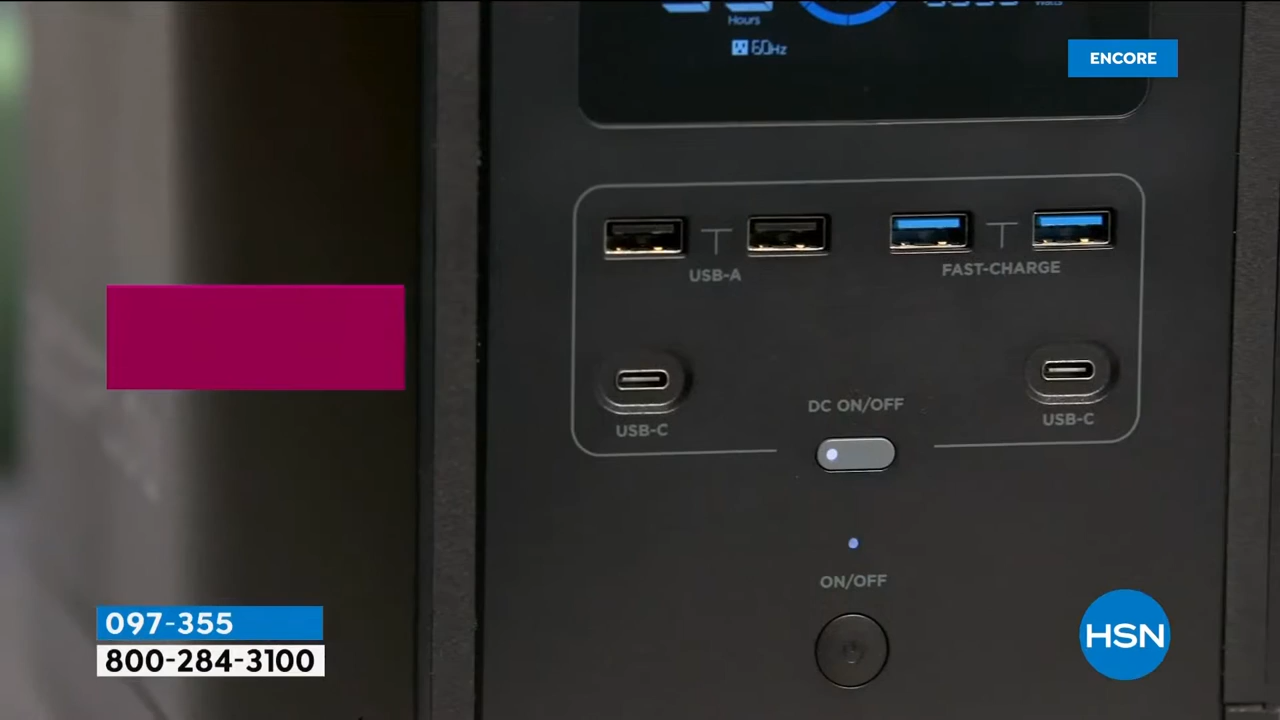 Hours
60Hz
ENCORE
USB-A
FAST-CHARGE
USB-C
DC ON/OFF
USB-C
ON/OFF
097-355
800-284-3100
HSN